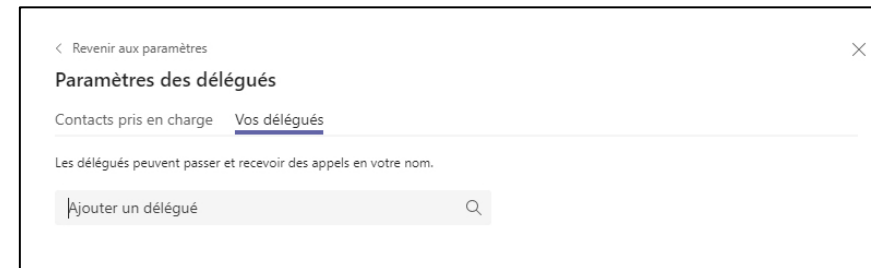 Revenir aux paramètres
Paramètres des délégués
Contacts pris en charge Vos délégués
Les délégués peuvent passer et recevoir des appels en votre nom.
Ajouter un délégué